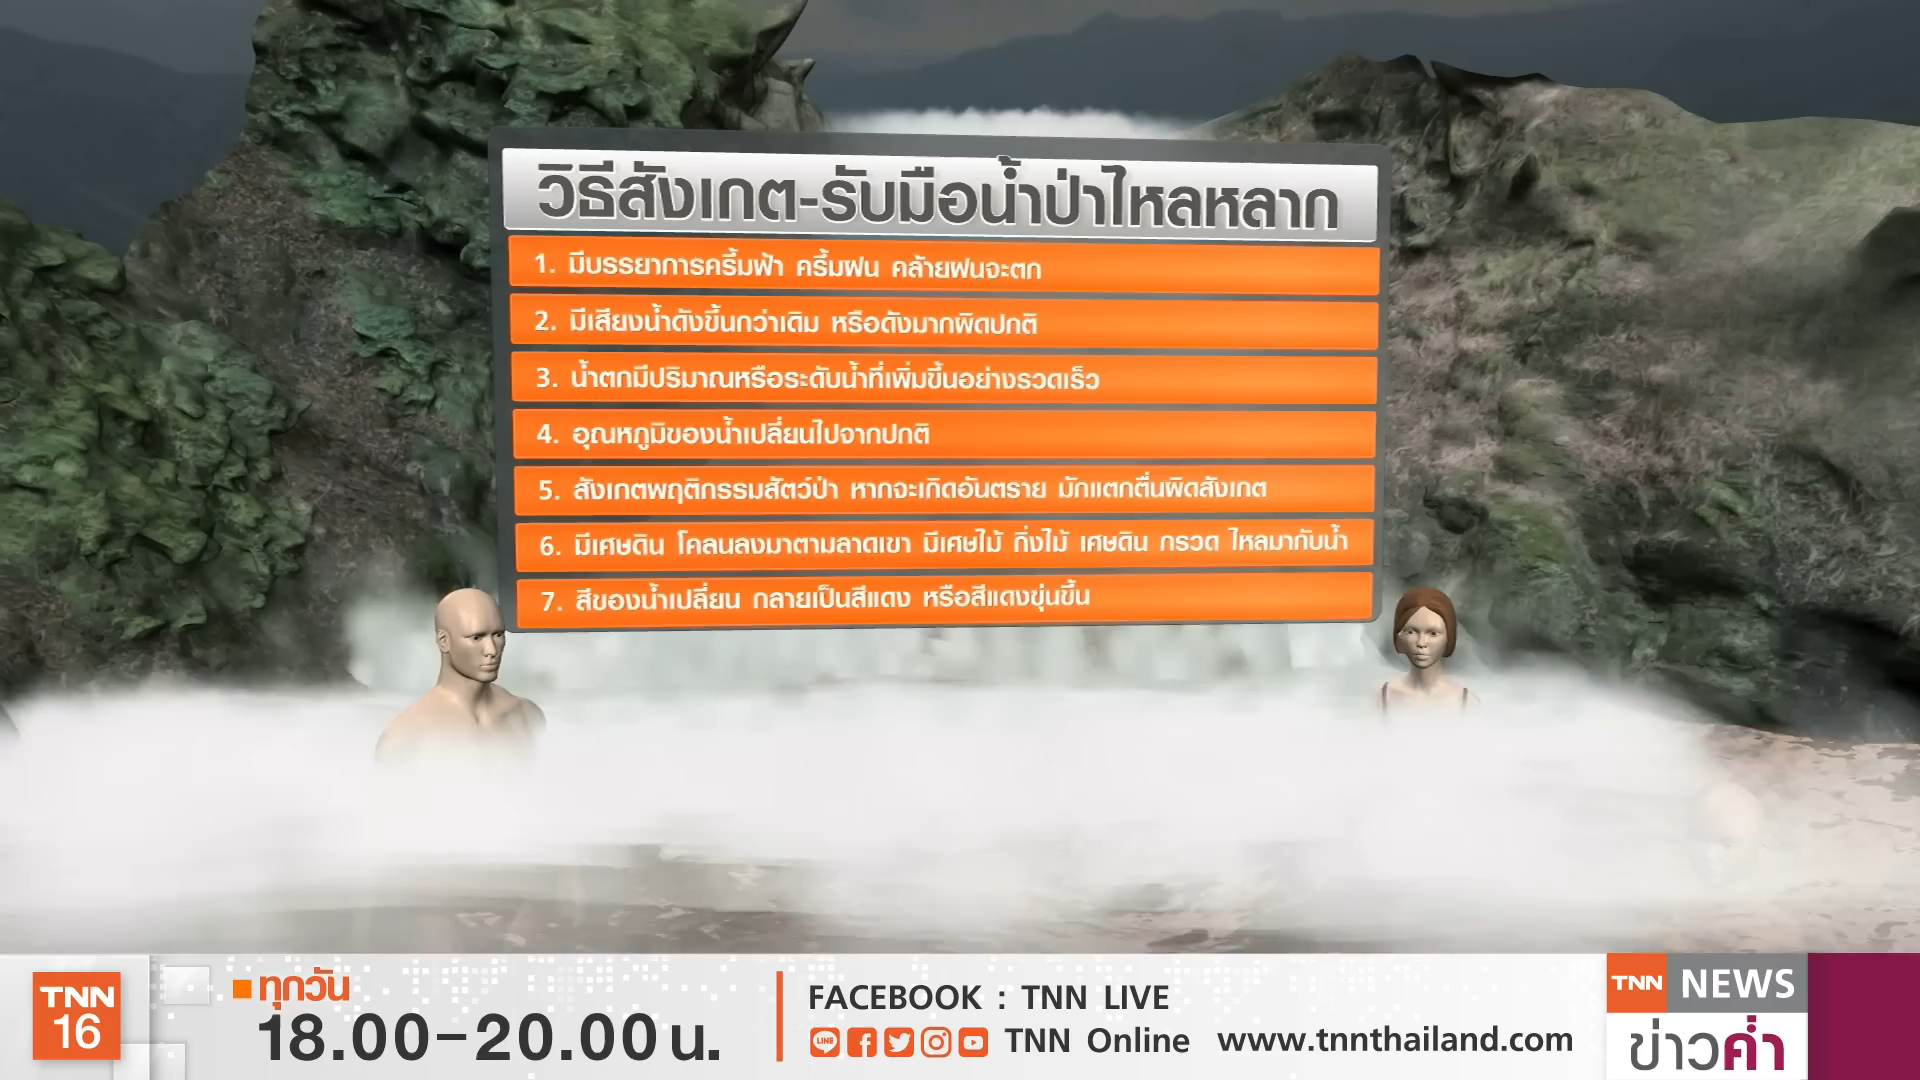 วิธีสังเกต-รับมือน้ำป่าไหลหลาก
1. มีบรรยาการครึ้มฟ้า ครึ้มฝน คล้ายฝนจะตก
2. มีเสียงน้ำดังขึ้นกว่าเดิม หรือดังมากผิดปกติ
3. น้ำตกมีปริมาณหรือระดับน้ำที่เพิ่มขึ้นอย่างรวดเร็ว
4. อุณหภูมิของน้ำเปลี่ยนไปจากปกติ
5. สังเกตพฤติกรรมสัตว์ป่า หากจะเกิดอันตราย มักแตกตื่นผิดสังเกต
6. มีเศษดิน โคลนลงมาตามลาดเขา มีเศษไม้ กิ่งไม้ เศษดิน กรวด ไหลมากับน้ำ
7. สีของน้ำเปลี่ยน กลายเป็นสีแดง หรือสีแดงขุ่นขึ้น
TNN
16
ทุกวัน
18.00-20.00 น.
FACEBOOK : TNN LIVE
LINE TNN Online www.tnnthailand.com
TNN NEWS
ข่าวค่ำ